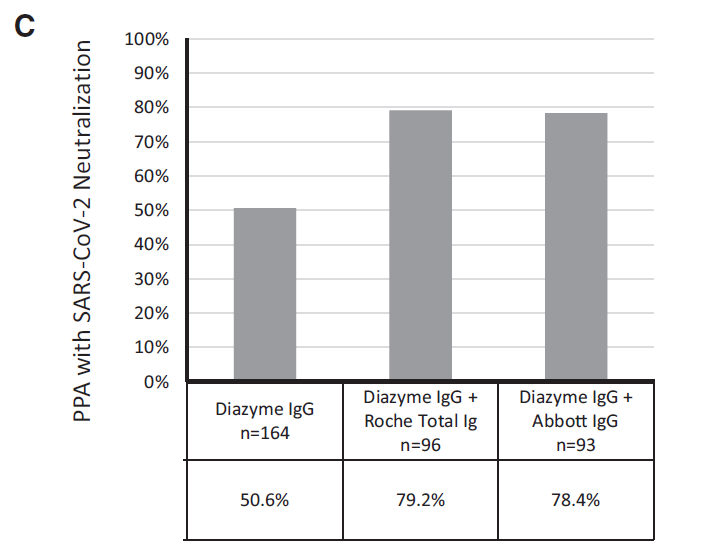 C
PPA with SARS-CoV-2 Neutralization
100%
90%
80%
70%
60%
50%
40%
30%
20%
10%
0%
Diazyme IgG
n=164
Diazyme IgG +
Roche Total Ig
n=96
Diazyme IgG +
Abbott IgG
n=93
50.6%
79.2%
78.4%